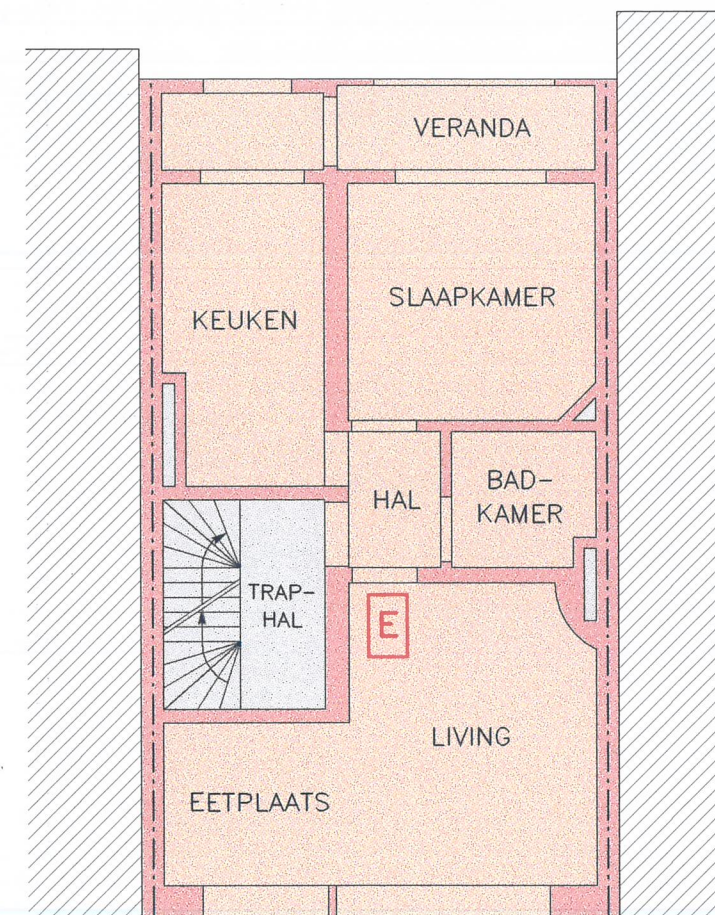 VERANDA
SLAAPKAMER
KEUKEN
HAL
BAD-
KAMER
TRAP-
HAL
E
LIVING
EETPLAATS